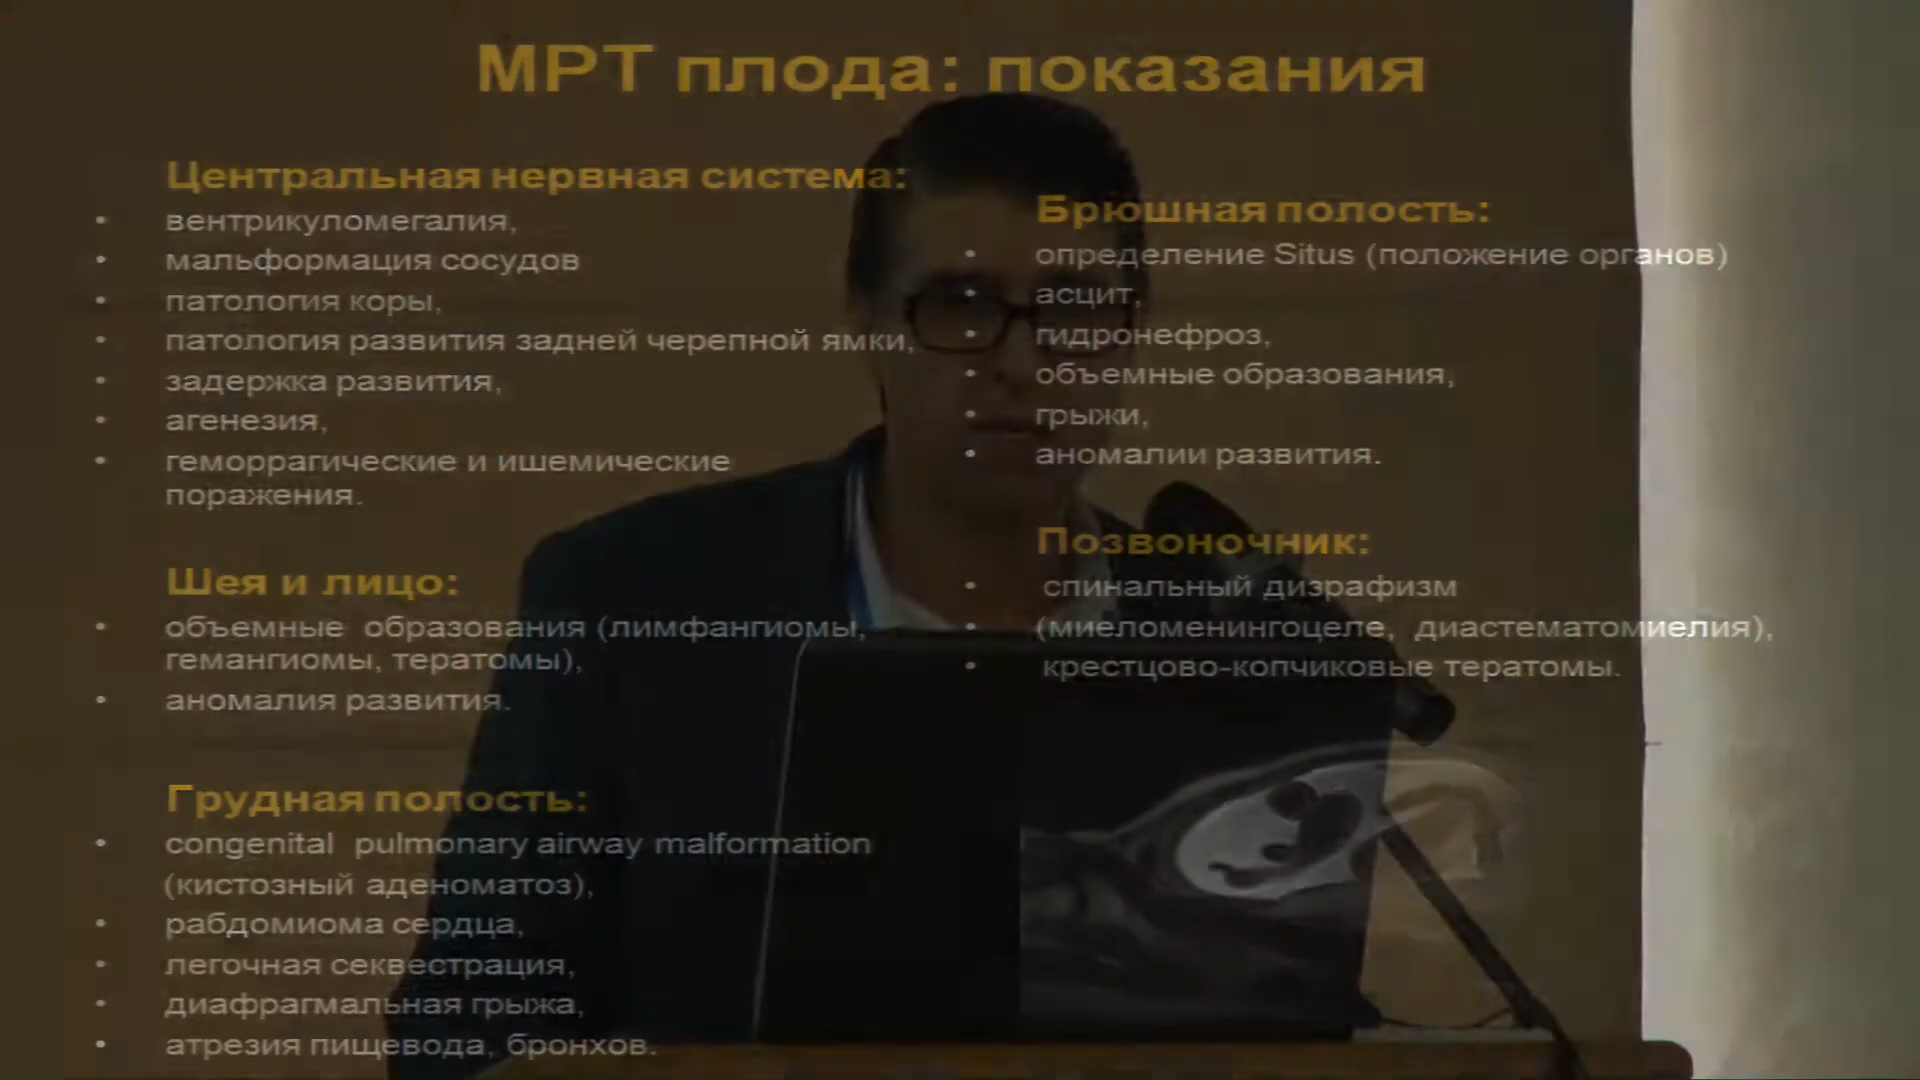 МРТ плода: показания
Центральная нервная система:
• вентрикуломегалия,
• мальформация сосудов
• патология коры,
• патология развития задней черепной ямки,
• задержка развития,
• агенезия,
• геморрагические и ишемические
поражения.
Шея и лицо:
• объемные образования (лимфангиомы,
гемангиомы, тератомы),
• аномалия развития.
Грудная полость:
• congenital pulmonary airway malformation
(кистозный аденоматоз),
• рабдомиома сердца,
• легочная секвестрация,
• диафрагмальная грыжа,
• атрезия пищевода, бронхов.
Брюшная полость:
• определение Situs (положение органов)
• асцит,
• гидронефроз,
• объемные образования,
• грыжи,
• аномалии развития.
Позвоночник:
• спинальный дизрафизм
• (миеломенингоцеле, диастематомиелия),
• крестцово-копчиковые тератомы.